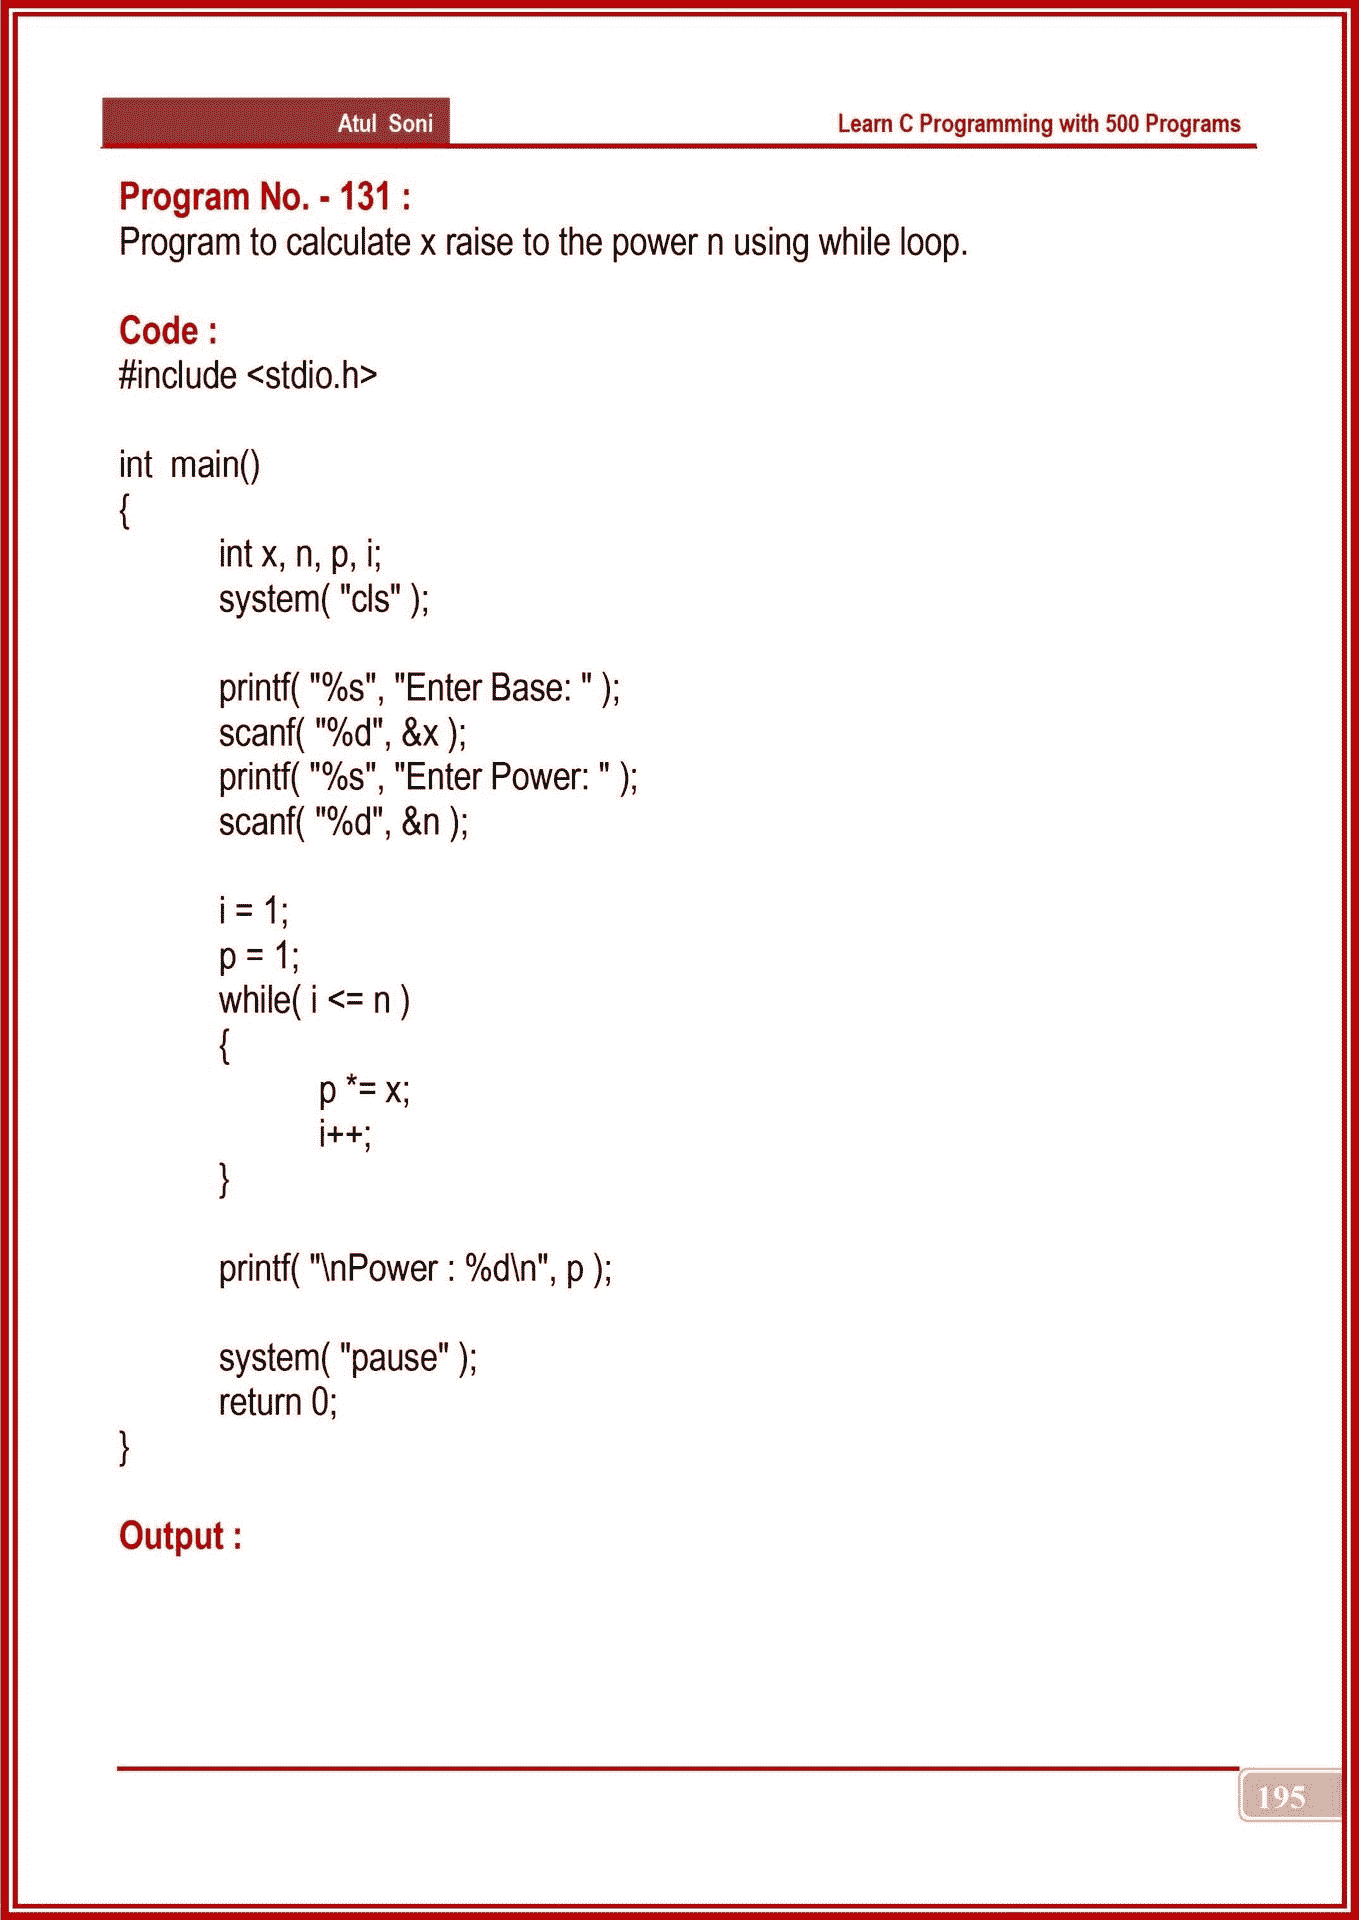 Atul Soni
Learn C Programming with 500 Programs
Program No. - 131 :
Program to calculate x raise to the power n using while loop.
Code :
#include <stdio.h>
int main()
{
int x, n, p, i;
system( "cls" );
printf( "%s", "Enter Base: " );
scanf( "%d", &x );
printf( "%s", "Enter Power: " );
scanf( "%d", &n );
i = 1;
p = 1;
while( i <= n )
{
p *= x;
i++;
}
printf( "\nPower : %d\n", p );
system( "pause" );
return 0;
}
Output :
195